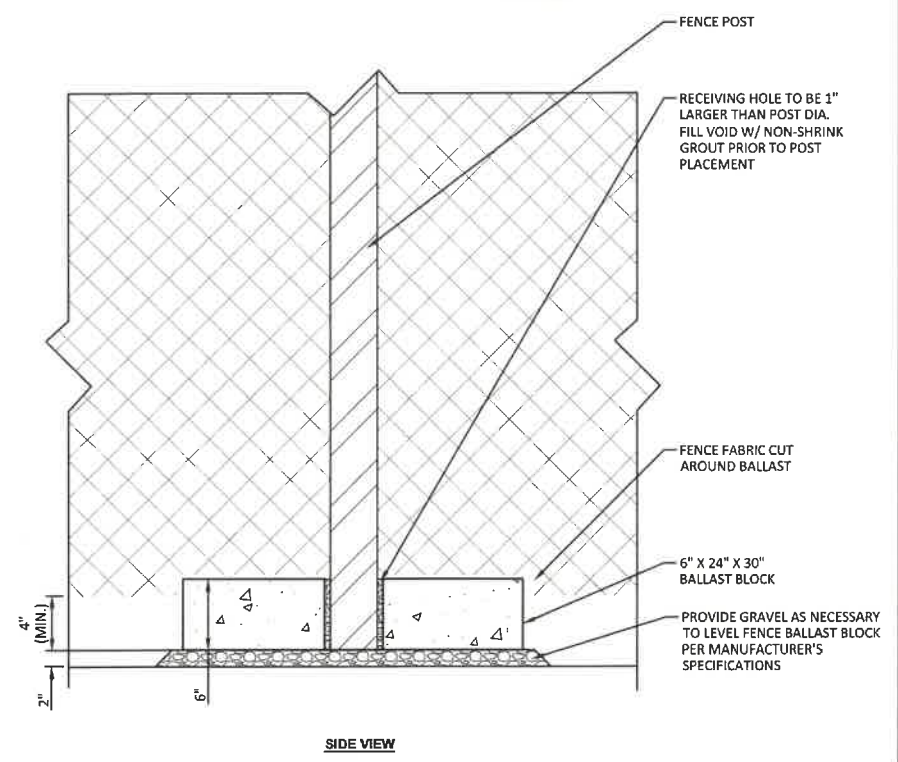 FENCE POST
RECEIVING HOLE TO BE 1"
LARGER THAN POST DIA.
FILL VOID W/ NON-SHRINK
GROUT PRIOR TO POST
PLACEMENT
FENCE FABRIC CUT
AROUND BALLAST
6" X 24" X 30"
BALLAST BLOCK
PROVIDE GRAVEL AS NECESSARY
TO LEVEL FENCE BALLAST BLOCK
PER MANUFACTURER'S
SPECIFICATIONS
4"
(MIN.)
2"
6"
SIDE VIEW